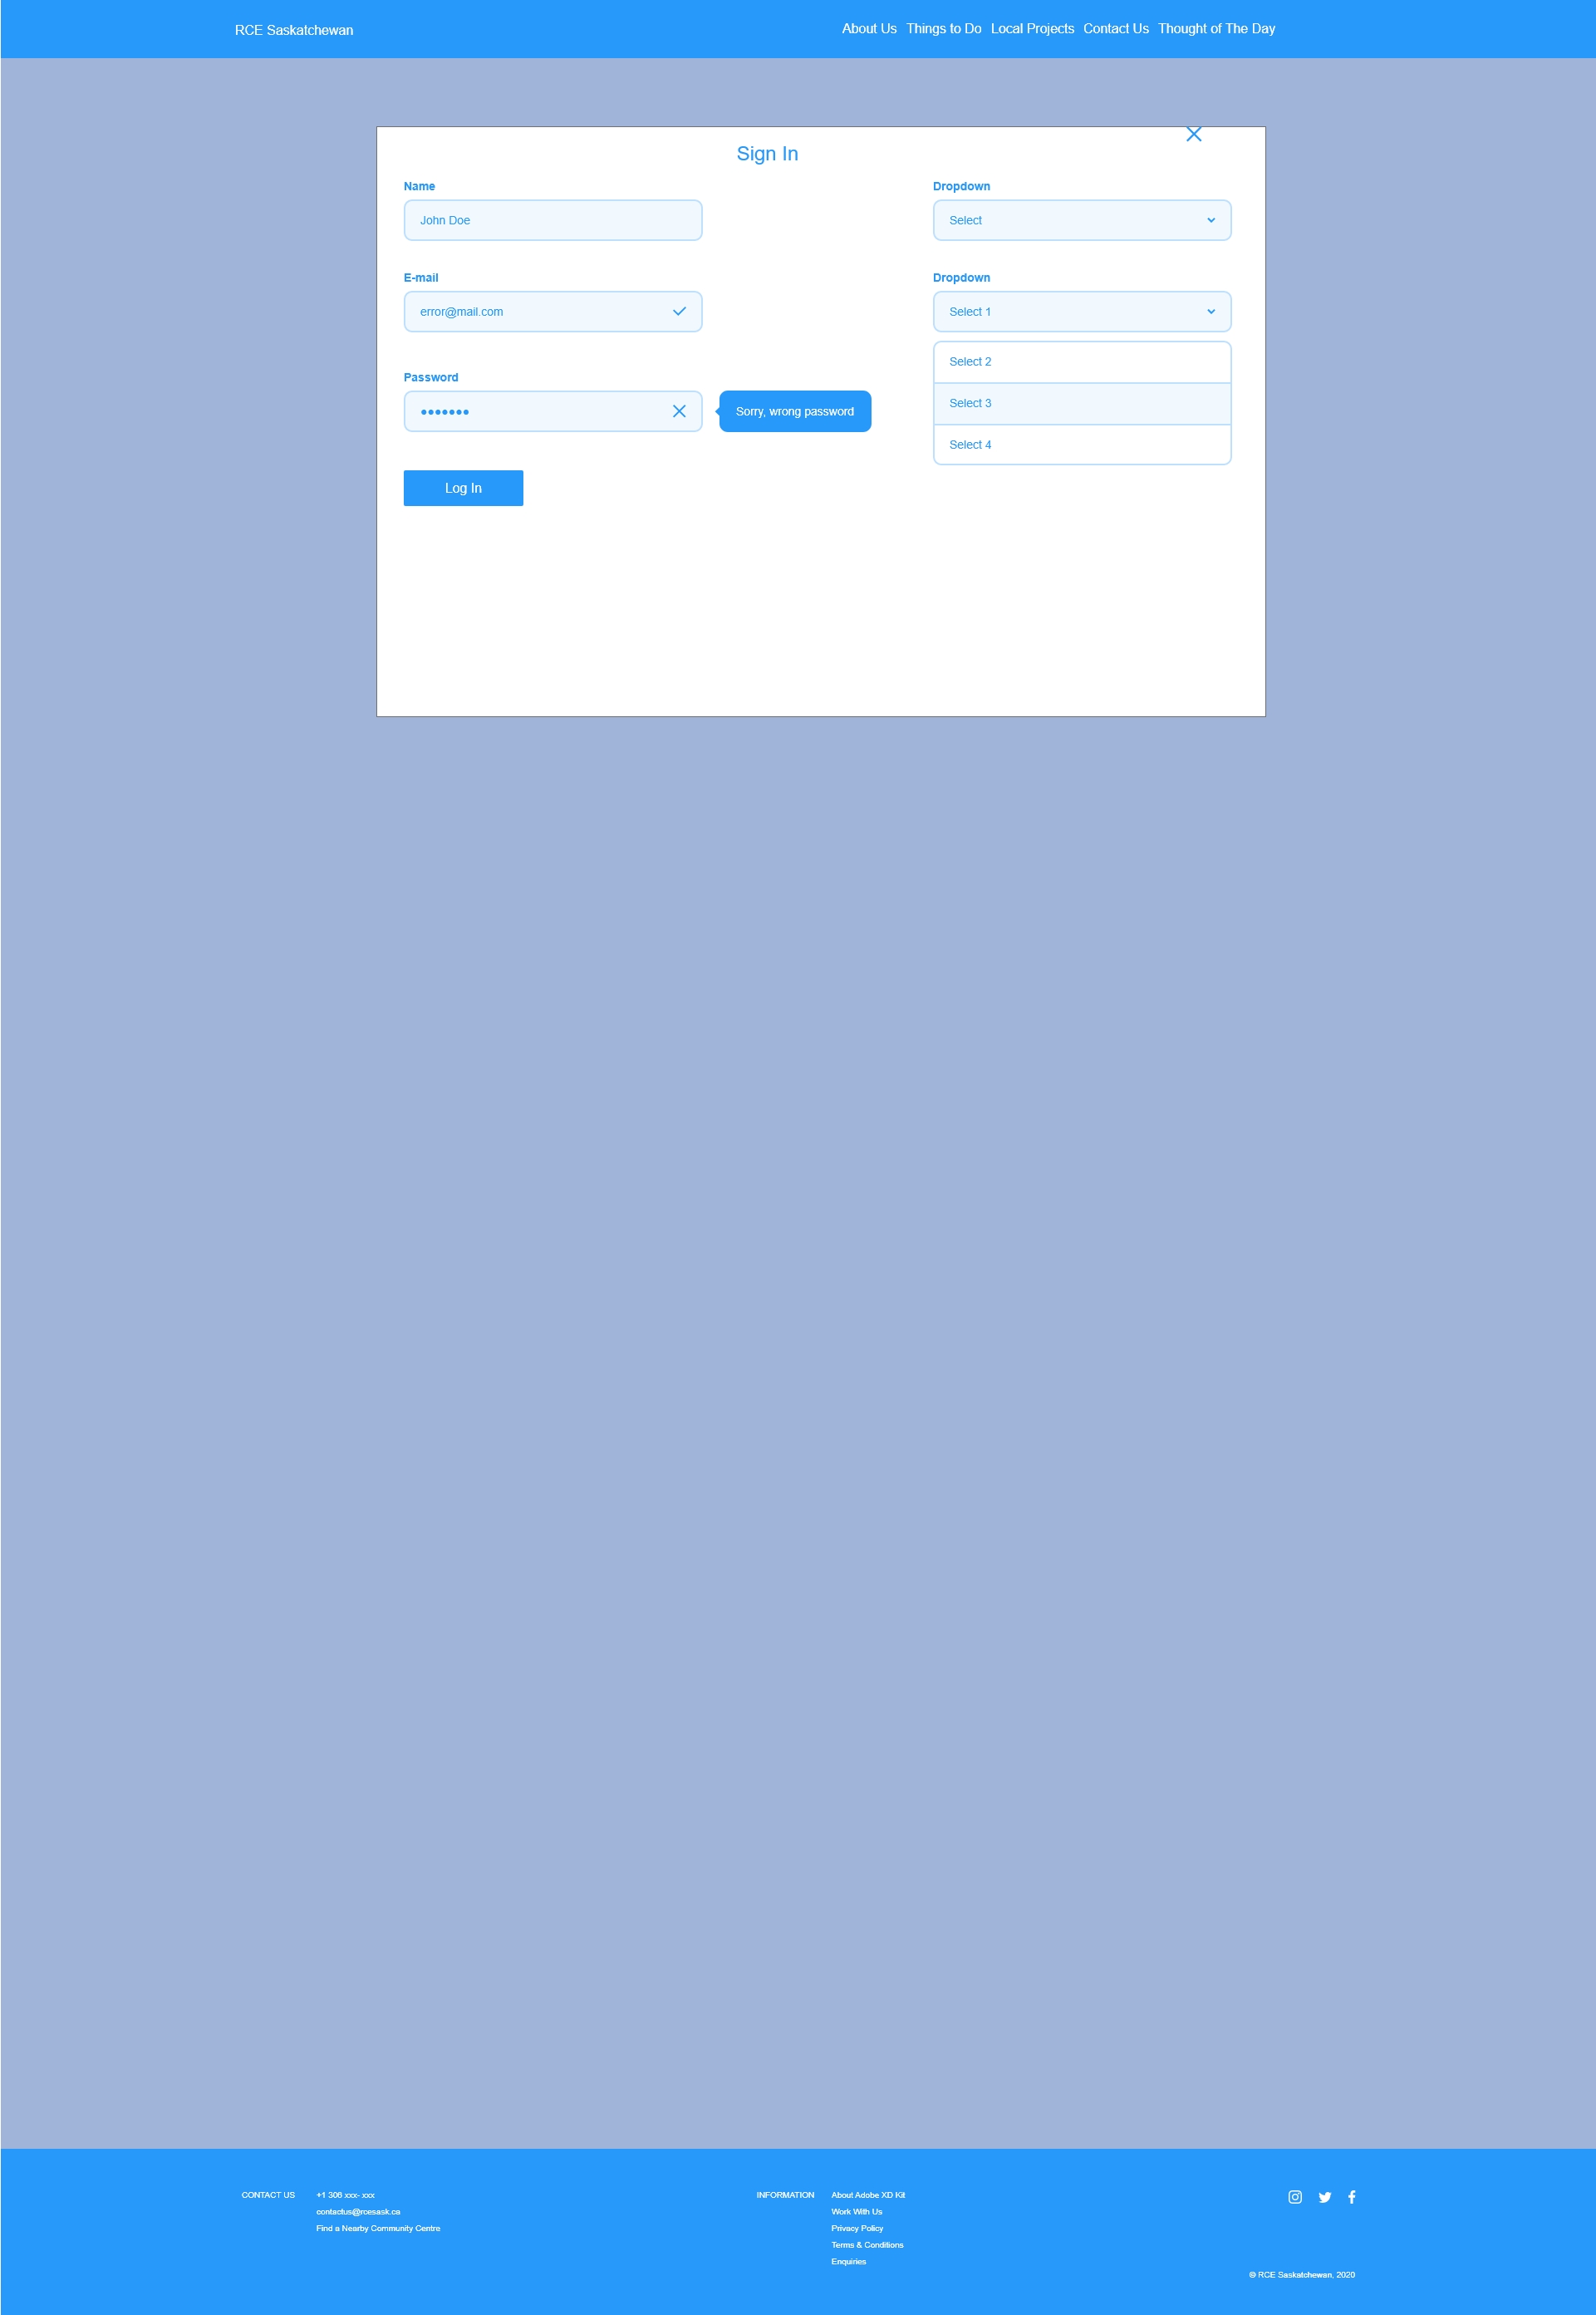 RCE Saskatchewan
About Us Things to Do Local Projects Contact Us Thought of The Day
Sign In
Name
John Doe
E-mail
error@mail.com
Password
●●●●●●●
Sorry, wrong password
Log In
Dropdown
Select
Dropdown
Select 1
Select 2
Select 3
Select 4
CONTACT US
+1 306 xxx- xxx
contactus@rcesask.ca
Find a Nearby Community Centre
INFORMATION
About Adobe XD Kit
Work With Us
Privacy Policy
Terms & Conditions
Enquiries
© RCE Saskatchewan, 2020